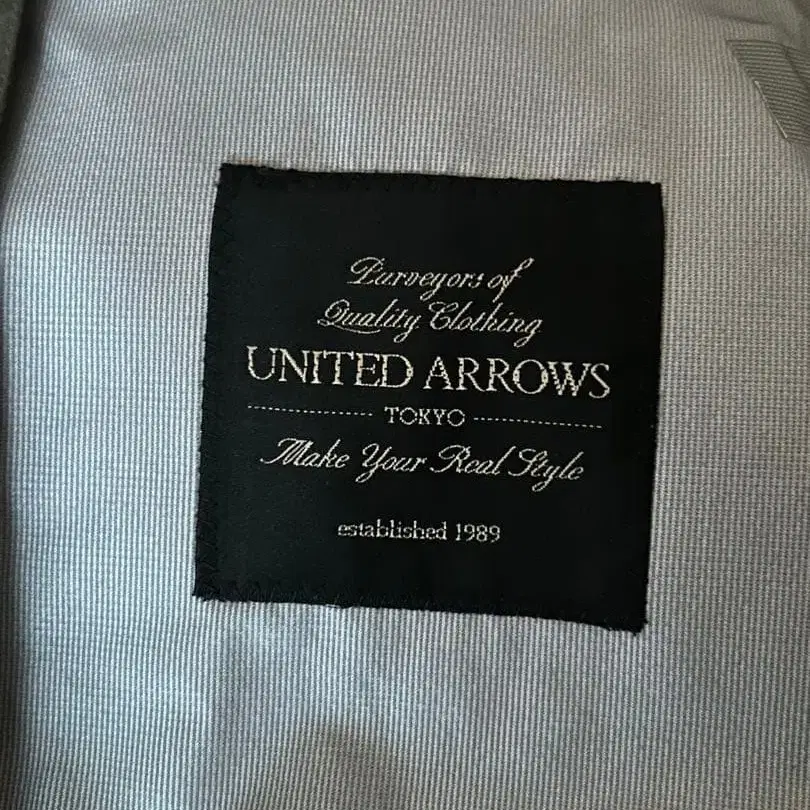 Purveyors of
Quality Clothing
UNITED ARROWS
TOKYO
Make Your Real Style
established 1989